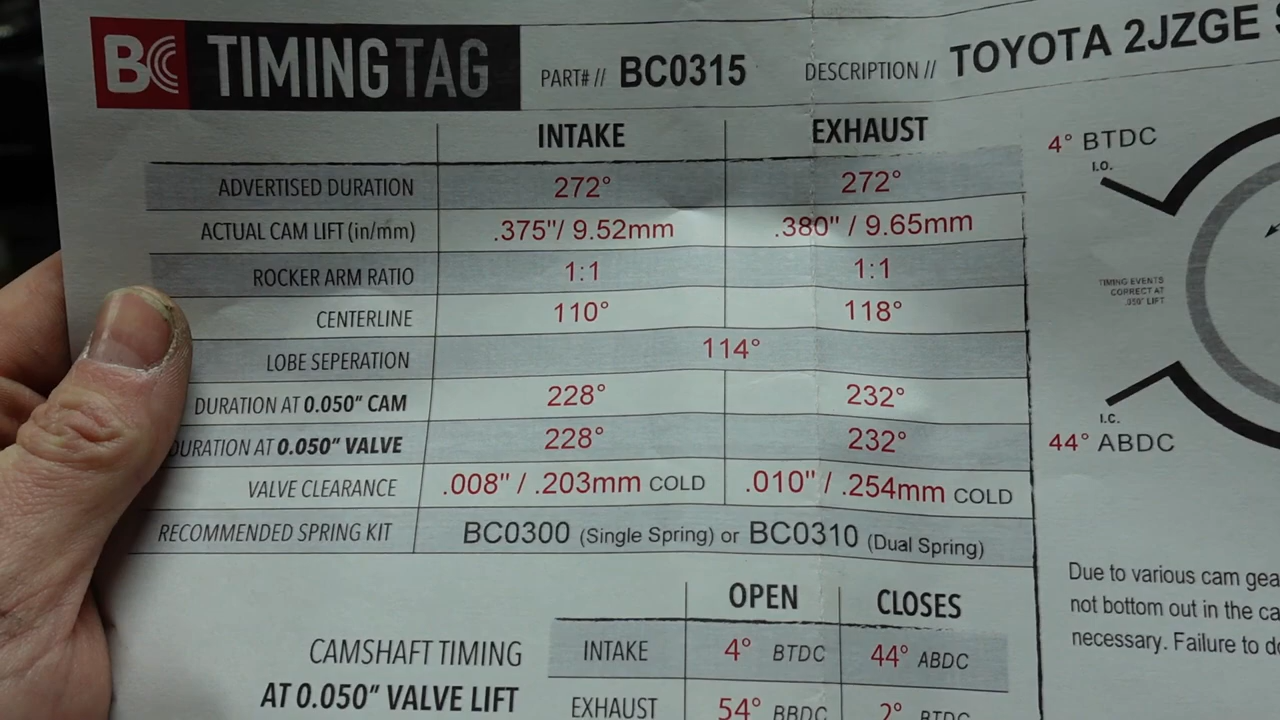 BC TIMING TAG PART# // BC0315 DESCRIPTION // TOYOTA 2JZGE
INTAKE EXHAUST
ADVERTISED DURATION 272° 272°
ACTUAL CAM LIFT (in/mm) .375"/ 9.52mm .380" / 9.65mm
ROCKER ARM RATIO 1:1 1:1
CENTERLINE 110° 118°
LOBE SEPERATION 114°
DURATION AT 0.050" CAM 228° 232°
DURATION AT 0.050" VALVE 228° 232°
VALVE CLEARANCE .008" / .203mm COLD .010" / .254mm COLD
RECOMMENDED SPRING KIT BC0300 (Single Spring) or BC0310 (Dual Spring)
OPEN CLOSES
CAMSHAFT TIMING
AT 0.050" VALVE LIFT
INTAKE 4° BTDC 44° ABDC
EXHAUST 54° BBDC 2° BTDC
4° BTDC
I.O.
TIMING EVENTS
CORRECT AT
.050" LIFT
I.C.
44° ABDC
Due to various cam gea
not bottom out in the ca
necessary. Failure to d